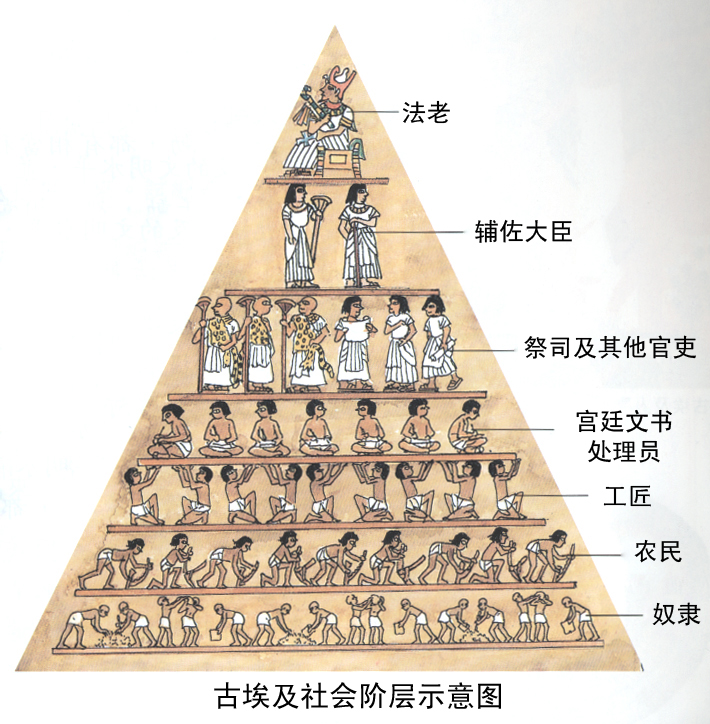 法老
辅佐大臣
祭司及其他官吏
宫廷文书
处理员
工匠
农民
奴隶
古埃及社会阶层示意图